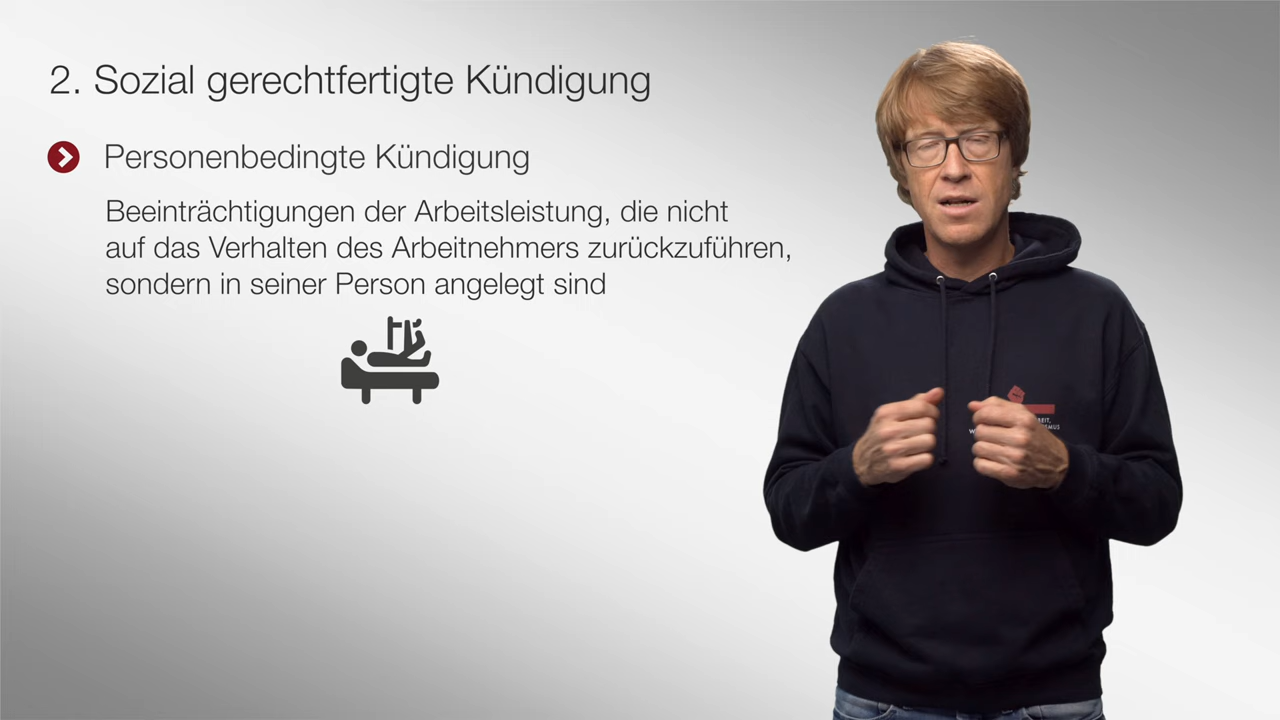 2. Sozial gerechtfertigte Kündigung
Personenbedingte Kündigung
Beeinträchtigungen der Arbeitsleistung, die nicht
auf das Verhalten des Arbeitnehmers zurückzuführen,
sondern in seiner Person angelegt sind